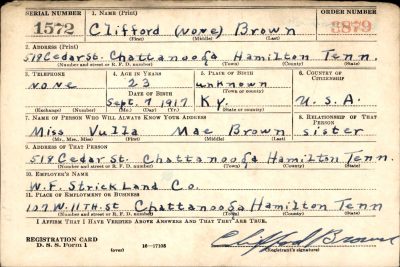 SERIAL NUMBER 1. NAME (Print) ORDER NUMBER
1572 Clifford (none) Brown 3879
(First) (Middle) (Last)
2. ADDRESS (Print)
518 Cedar St. Chattanooga Hamilton Tenn.
(Number and street or R. F. D. number) (Town) (County) (State)
3. TELEPHONE 4. AGE IN YEARS 5. PLACE OF BIRTH 6. COUNTRY OF CITIZENSHIP
none 23 unknown
DATE OF BIRTH (Town or county)
Sept. 7 1917 Ky. U.S.A.
(Exchange) (Number) (Mo.) (Day) (Yr.) (State or country)
7. NAME OF PERSON WHO WILL ALWAYS KNOW YOUR ADDRESS 8. RELATIONSHIP OF THAT PERSON
Miss Vulla Mae Brown sister
(Mr., Mrs., Miss) (First) (Middle) (Last)
9. ADDRESS OF THAT PERSON
518 Cedar St. Chattanooga Hamilton Tenn.
(Number and street or R. F. D. number) (Town) (County) (State)
10. EMPLOYER'S NAME
W.F. Strickland Co.
11. PLACE OF EMPLOYMENT OR BUSINESS
W. 11TH. St Chattanooga Hamilton Tenn
(Number and street or R. F. D. number) (Town) (County) (State)
I AFFIRM THAT I HAVE VERIFIED ABOVE ANSWERS AND THAT THEY ARE TRUE.
REGISTRATION CARD
D. S. S. Form 1 (over) 16—17105 Clifford Brown
(Registrant's signature)